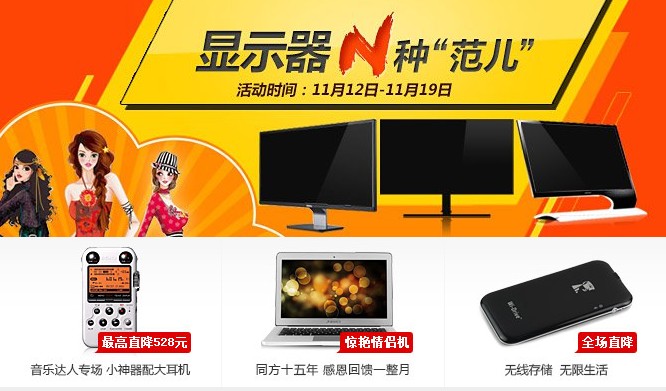 显示器 N 种“范儿”
活动时间：11月12日-11月19日
最高直降528元
音乐达人专场 小神器配大耳机
惊艳情侣机
同方十五年 感恩回馈一整月
全场直降
无线存储 无限生活